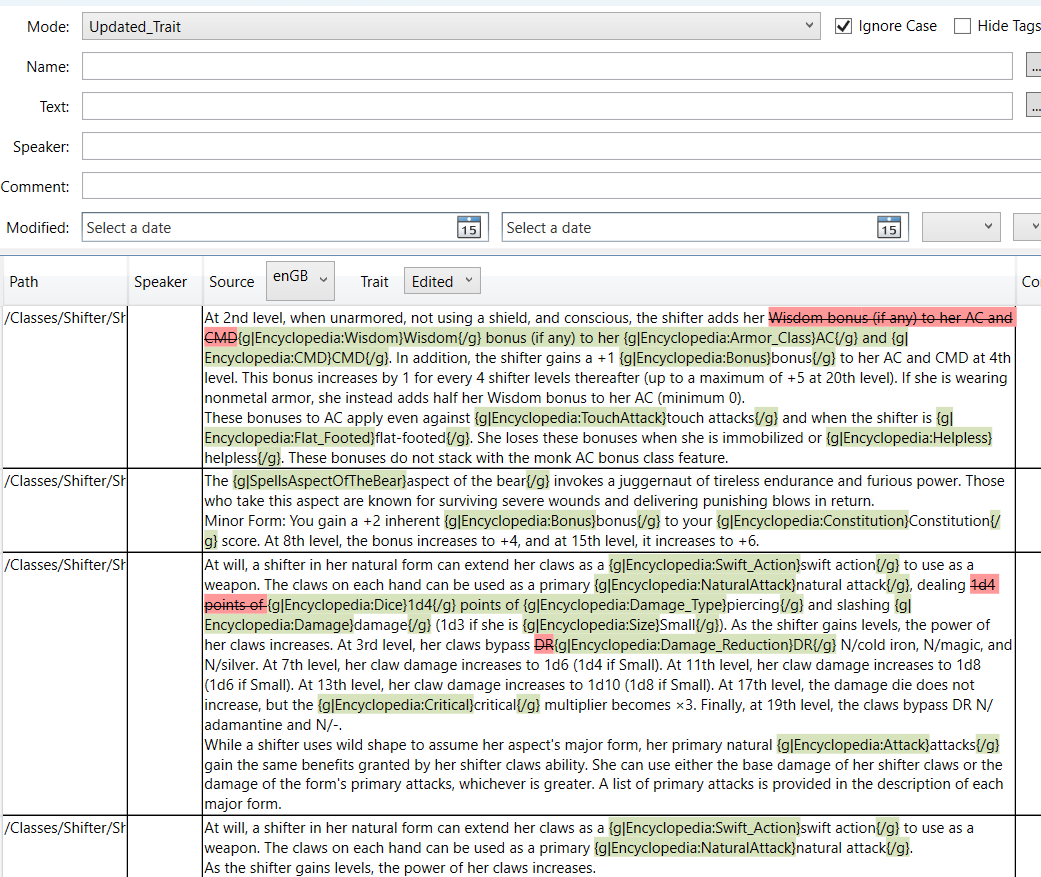 Mode: Updated_Trait Ignore Case Hide Tags
Name: ...
Text: ...
Speaker:
Comment:
Modified: Select a date 15 Select a date 15
Path Speaker Source enGB Trait Edited Co
/Classes/Shifter/Sh At 2nd level, when unarmored, not using a shield, and conscious, the shifter adds her Wisdom bonus (if any) to her AC and
CMD{g|Encyclopedia:Wisdom}Wisdom{/g} bonus (if any) to her {g|Encyclopedia:Armor_Class}AC{/g} and {g|
Encyclopedia:CMD}CMD{/g}. In addition, the shifter gains a +1 {g|Encyclopedia:Bonus}bonus{/g} to her AC and CMD at 4th
level. This bonus increases by 1 for every 4 shifter levels thereafter (up to a maximum of +5 at 20th level). If she is wearing
nonmetal armor, she instead adds half her Wisdom bonus to her AC (minimum 0).
These bonuses to AC apply even against {g|Encyclopedia:TouchAttack}touch attacks{/g} and when the shifter is {g|
Encyclopedia:Flat_Footed}flat-footed{/g}. She loses these bonuses when she is immobilized or {g|Encyclopedia:Helpless}
helpless{/g}. These bonuses do not stack with the monk AC bonus class feature.
/Classes/Shifter/Sh The {g|SpellsAspectOfTheBear}aspect of the bear{/g} invokes a juggernaut of tireless endurance and furious power. Those
who take this aspect are known for surviving severe wounds and delivering punishing blows in return.
Minor Form: You gain a +2 inherent {g|Encyclopedia:Bonus}bonus{/g} to your {g|Encyclopedia:Constitution}Constitution{/
g} score. At 8th level, the bonus increases to +4, and at 15th level, it increases to +6.
/Classes/Shifter/Sh At will, a shifter in her natural form can extend her claws as a {g|Encyclopedia:Swift_Action}swift action{/g} to use as a
weapon. The claws on each hand can be used as a primary {g|Encyclopedia:NaturalAttack}natural attack{/g}, dealing 1d4
points of {g|Encyclopedia:Dice}1d4{/g} points of {g|Encyclopedia:Damage_Type}piercing{/g} and slashing {g|
Encyclopedia:Damage}damage{/g} (1d3 if she is {g|Encyclopedia:Size}Small{/g}). As the shifter gains levels, the power of
her claws increases. At 3rd level, her claws bypass DR{g|Encyclopedia:Damage_Reduction}DR{/g} N/cold iron, N/magic, and
N/silver. At 7th level, her claw damage increases to 1d6 (1d4 if Small). At 11th level, her claw damage increases to 1d8
(1d6 if Small). At 13th level, her claw damage increases to 1d10 (1d8 if Small). At 17th level, the damage die does not
increase, but the {g|Encyclopedia:Critical}critical{/g} multiplier becomes ×3. Finally, at 19th level, the claws bypass DR N/
adamantine and N/-.
While a shifter uses wild shape to assume her aspect's major form, her primary natural {g|Encyclopedia:Attack}attacks{/g}
gain the same benefits granted by her shifter claws ability. She can use either the base damage of her shifter claws or the
damage of the form's primary attacks, whichever is greater. A list of primary attacks is provided in the description of each
major form.
/Classes/Shifter/Sh At will, a shifter in her natural form can extend her claws as a {g|Encyclopedia:Swift_Action}swift action{/g} to use as a
weapon. The claws on each hand can be used as a primary {g|Encyclopedia:NaturalAttack}natural attack{/g}.
As the shifter gains levels, the power of her claws increases.